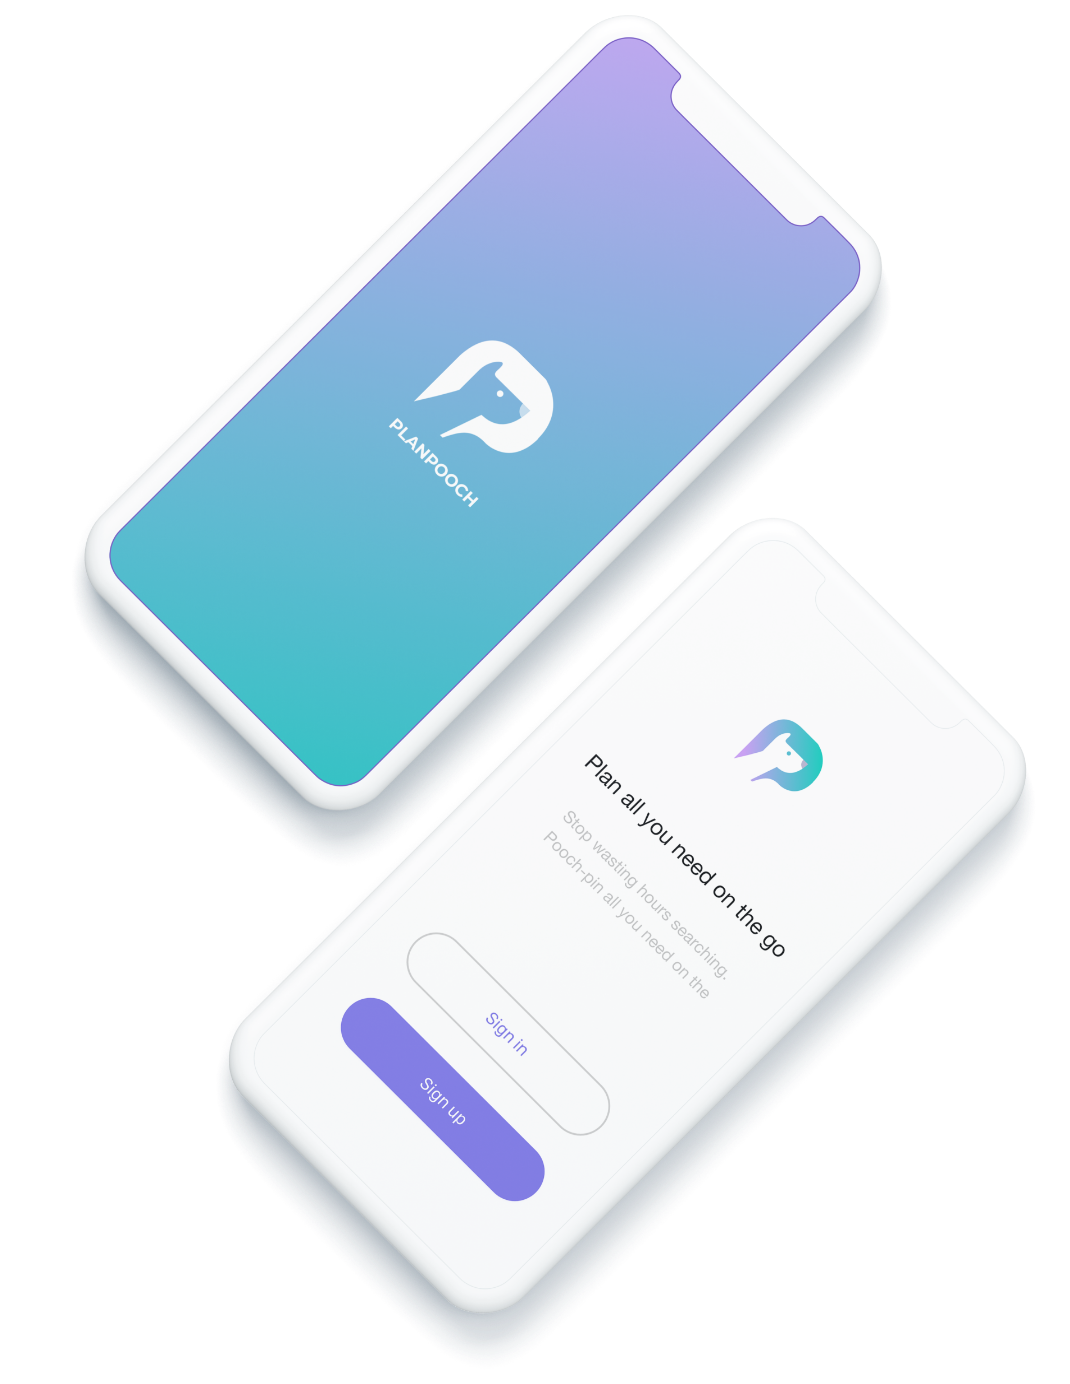 PLANPOOCH
Plan all you need on the go
Stop wasting hours searching.
Pooch-pin all you need on the
Sign in
Sign up